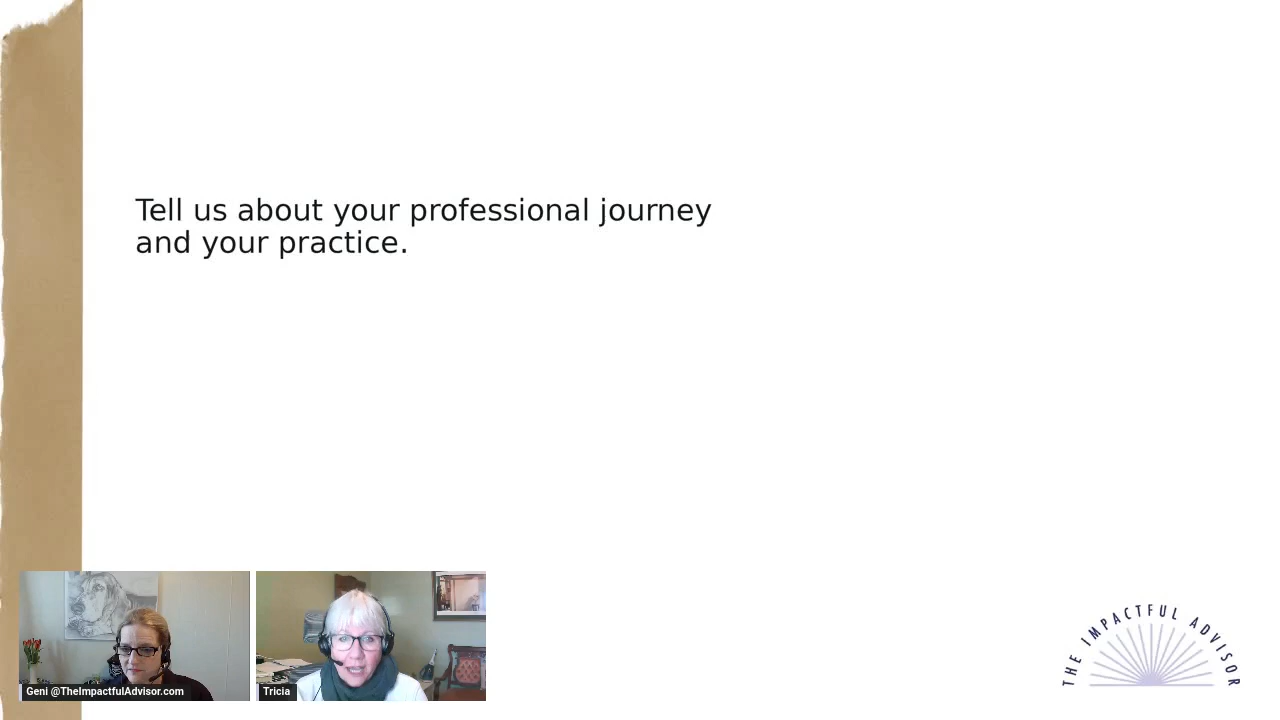 Tell us about your professional journey
and your practice.
Geni @TheImpactfulAdvisor.com
Tricia
THE IMPACTFUL ADVISOR